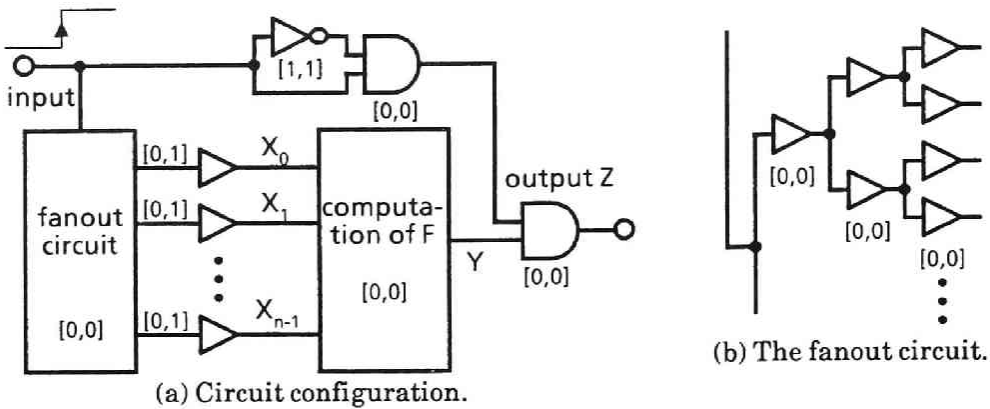 input
[1,1]
[0,0]
fanout
circuit
[0,0]
[0,1]
X0
[0,1]
X1
[0,1]
Xn-1
computa-
tion of F
[0,0]
Y
output Z
[0,0]
(a) Circuit configuration.
[0,0]
[0,0]
[0,0]
(b) The fanout circuit.